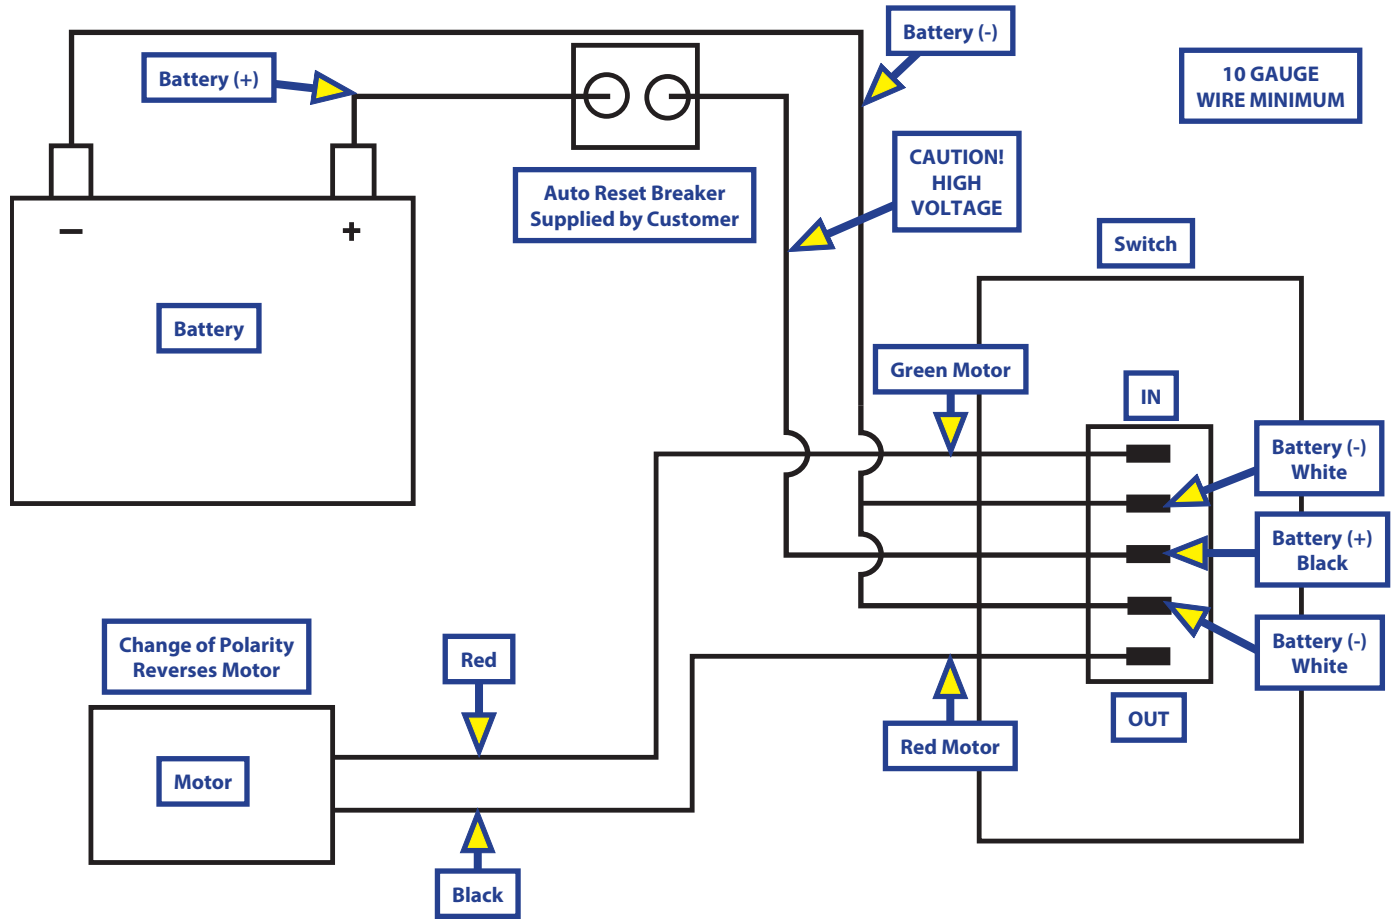 Battery (-)
Battery (+)
10 GAUGE
WIRE MINIMUM
CAUTION!
HIGH
VOLTAGE
Auto Reset Breaker
Supplied by Customer
Switch
−
+
Battery
Green Motor
IN
Battery (-)
White
Battery (+)
Black
Battery (-)
White
Change of Polarity
Reverses Motor
Red
OUT
Red Motor
Motor
Black